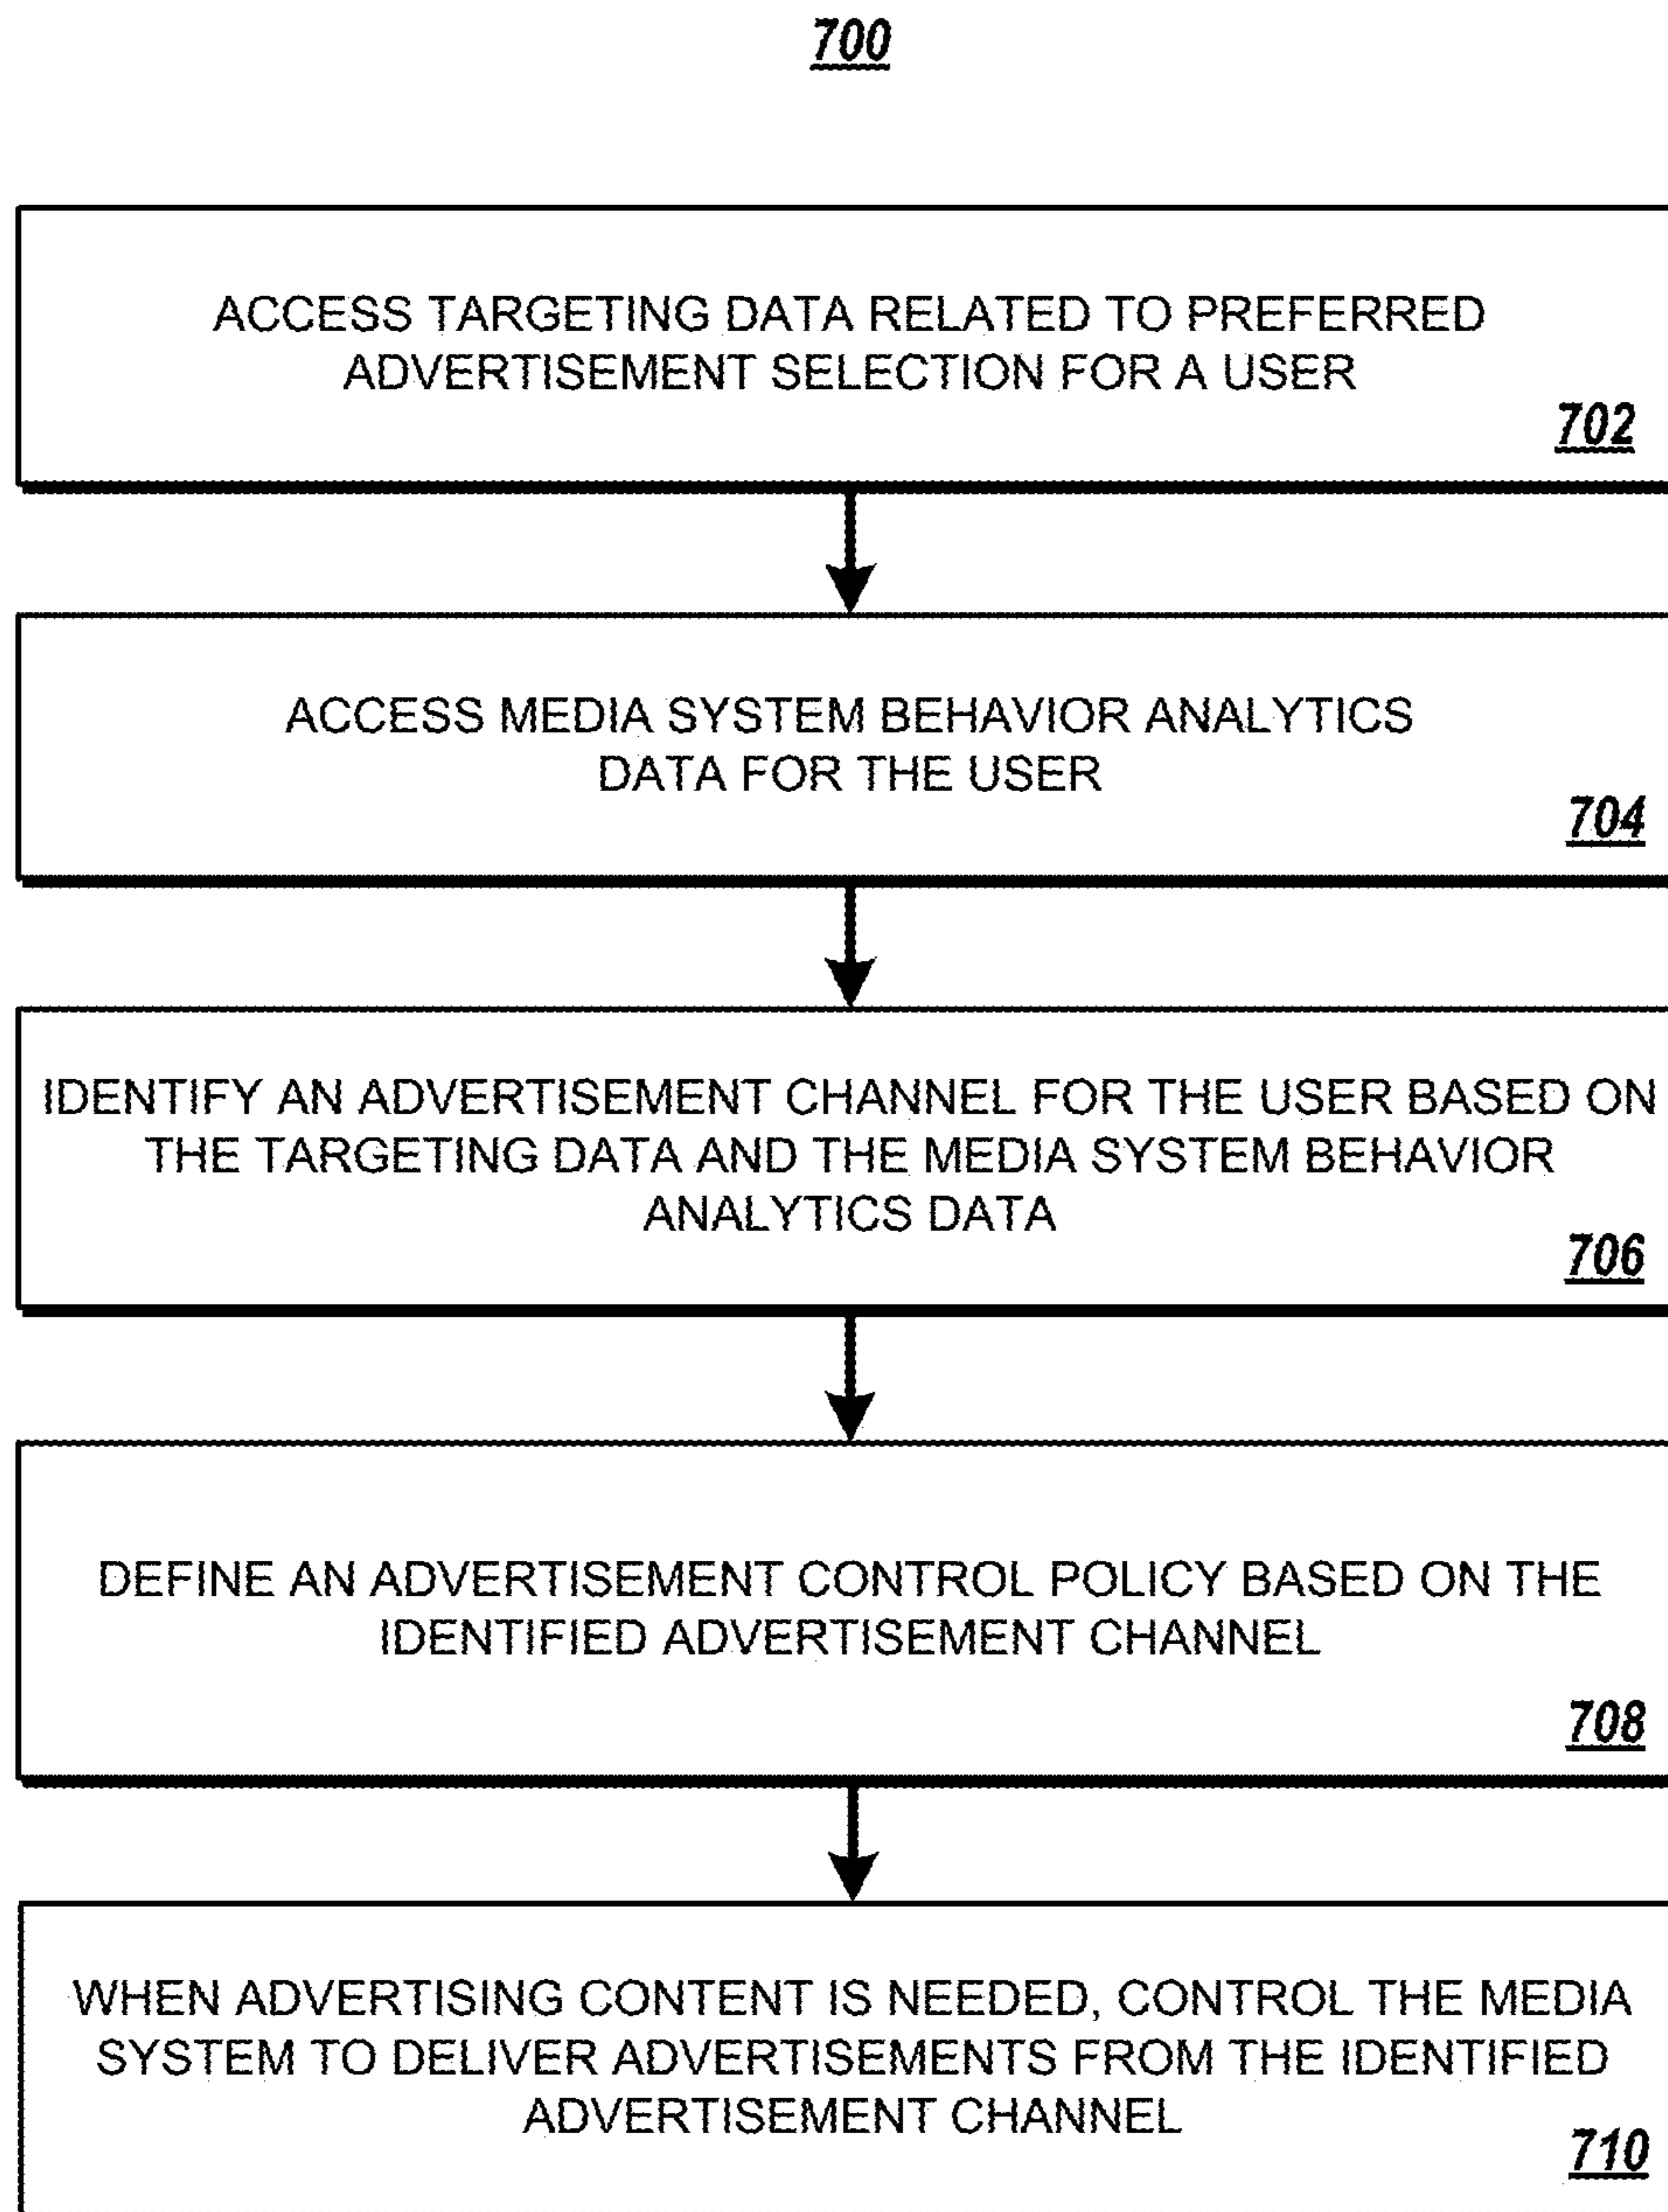 700
ACCESS TARGETING DATA RELATED TO PREFERRED
ADVERTISEMENT SELECTION FOR A USER
702
ACCESS MEDIA SYSTEM BEHAVIOR ANALYTICS
DATA FOR THE USER
704
IDENTIFY AN ADVERTISEMENT CHANNEL FOR THE USER BASED ON
THE TARGETING DATA AND THE MEDIA SYSTEM BEHAVIOR
ANALYTICS DATA
706
DEFINE AN ADVERTISEMENT CONTROL POLICY BASED ON THE
IDENTIFIED ADVERTISEMENT CHANNEL
708
WHEN ADVERTISING CONTENT IS NEEDED, CONTROL THE MEDIA
SYSTEM TO DELIVER ADVERTISEMENTS FROM THE IDENTIFIED
ADVERTISEMENT CHANNEL
710